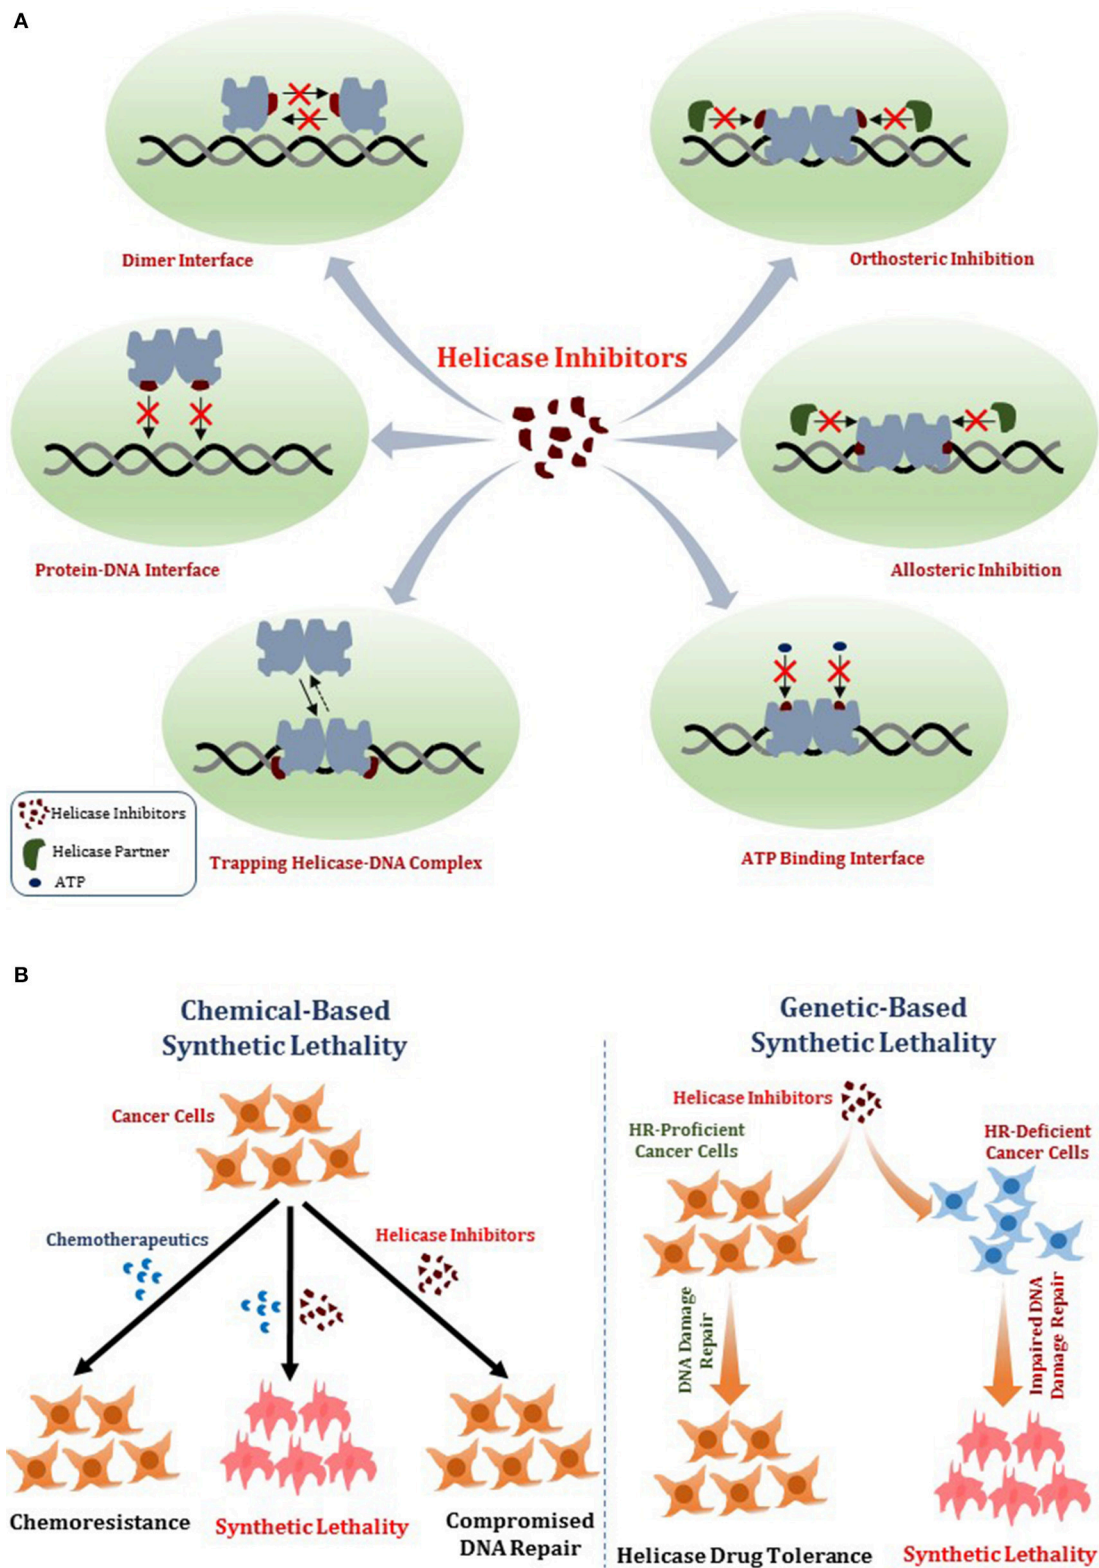 A
Dimer Interface
Orthosteric Inhibition
Helicase Inhibitors
Protein-DNA Interface
Allosteric Inhibition
Helicase Inhibitors
Helicase Partner
ATP
Trapping Helicase-DNA Complex
ATP Binding Interface
B
Chemical-Based
Synthetic Lethality
Cancer Cells
Chemotherapeutics
Helicase Inhibitors
Chemoresistance
Synthetic Lethality
Compromised
DNA Repair
Genetic-Based
Synthetic Lethality
Helicase Inhibitors
HR-Proficient
Cancer Cells
HR-Deficient
Cancer Cells
DNA Damage
Repair
Impaired DNA
Damage Repair
Helicase Drug Tolerance
Synthetic Lethality